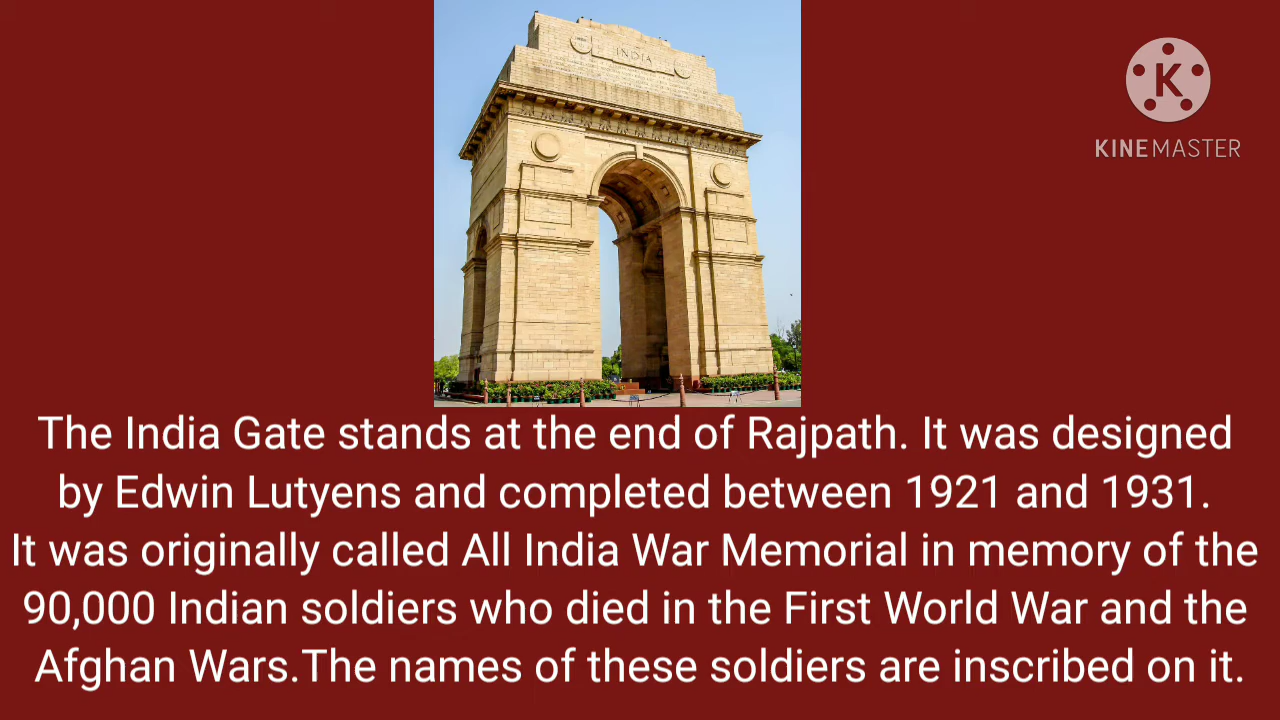 INDIA
K
KINEMASTER
The India Gate stands at the end of Rajpath. It was designed
by Edwin Lutyens and completed between 1921 and 1931.
It was originally called All India War Memorial in memory of the
90,000 Indian soldiers who died in the First World War and the
Afghan Wars.The names of these soldiers are inscribed on it.